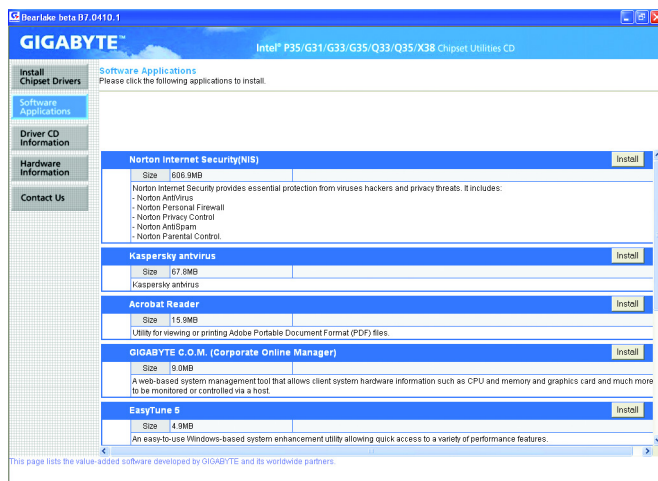 Bearlake beta B7.0410.1
GIGABYTE™
Intel® P35/G31/G33/G35/Q33/Q35/X38 Chipset Utilities CD
Install
Chipset Drivers
Software
Applications
Driver CD
Information
Hardware
Information
Contact Us
Software Applications
Please click the following applications to install.
Norton Internet Security(NIS) Install
Size 606.9MB
Norton Internet Security provides essential protection from viruses hackers and privacy threats. It includes:
- Norton AntiVirus
- Norton Personal Firewall
- Norton Privacy Control
- Norton AntiSpam
- Norton Parental Control.
Kaspersky antvirus Install
Size 67.8MB
Kaspersky antvirus
Acrobat Reader Install
Size 15.9MB
Utility for viewing or printing Adobe Portable Document Format (PDF) files.
GIGABYTE C.O.M. (Corporate Online Manager) Install
Size 9.0MB
A web-based system management tool that allows client system hardware information such as CPU and memory and graphics card and much more
to be monitored or controlled via a host.
EasyTune 5 Install
Size 4.9MB
An easy-to-use Windows-based system enhancement utility allowing quick access to a variety of performance features.
This page lists the value-added software developed by GIGABYTE and its worldwide partners.